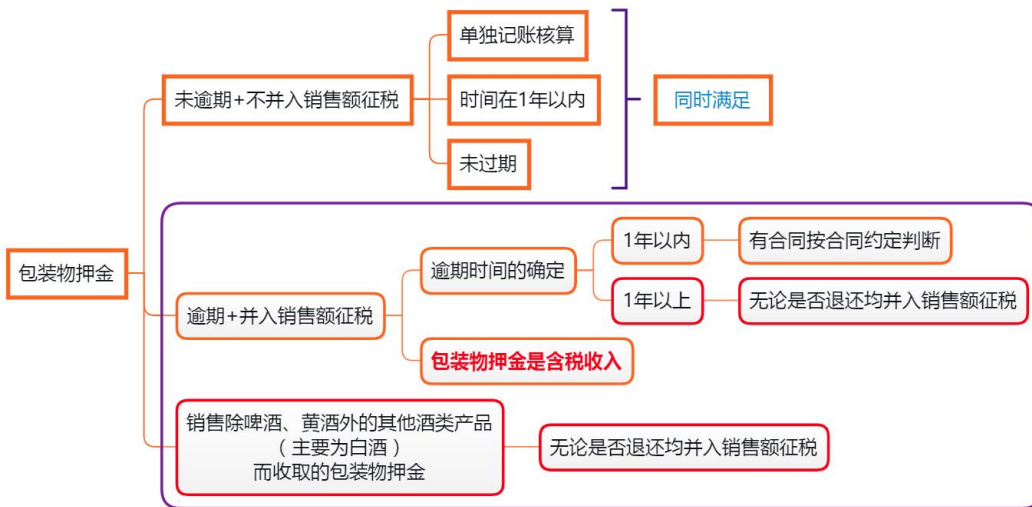 包装物押金
未逾期+不并入销售额征税
单独记账核算
时间在1年以内
未过期
同时满足
逾期+并入销售额征税
逾期时间的确定
1年以内
有合同按合同约定判断
1年以上
无论是否退还均并入销售额征税
包装物押金是含税收入
销售除啤酒、黄酒外的其他酒类产品
（主要为白酒）
而收取的包装物押金
无论是否退还均并入销售额征税